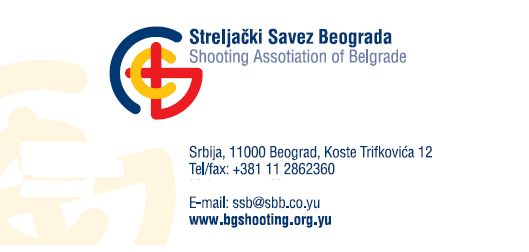 Streljački Savez Beograda
Shooting Assotiation of Belgrade
Srbija, 11000 Beograd, Koste Trifkovića 12
Tel/fax: +381 11 2862360
E-mail: ssb@sbb.co.yu
www.bgshooting.org.yu